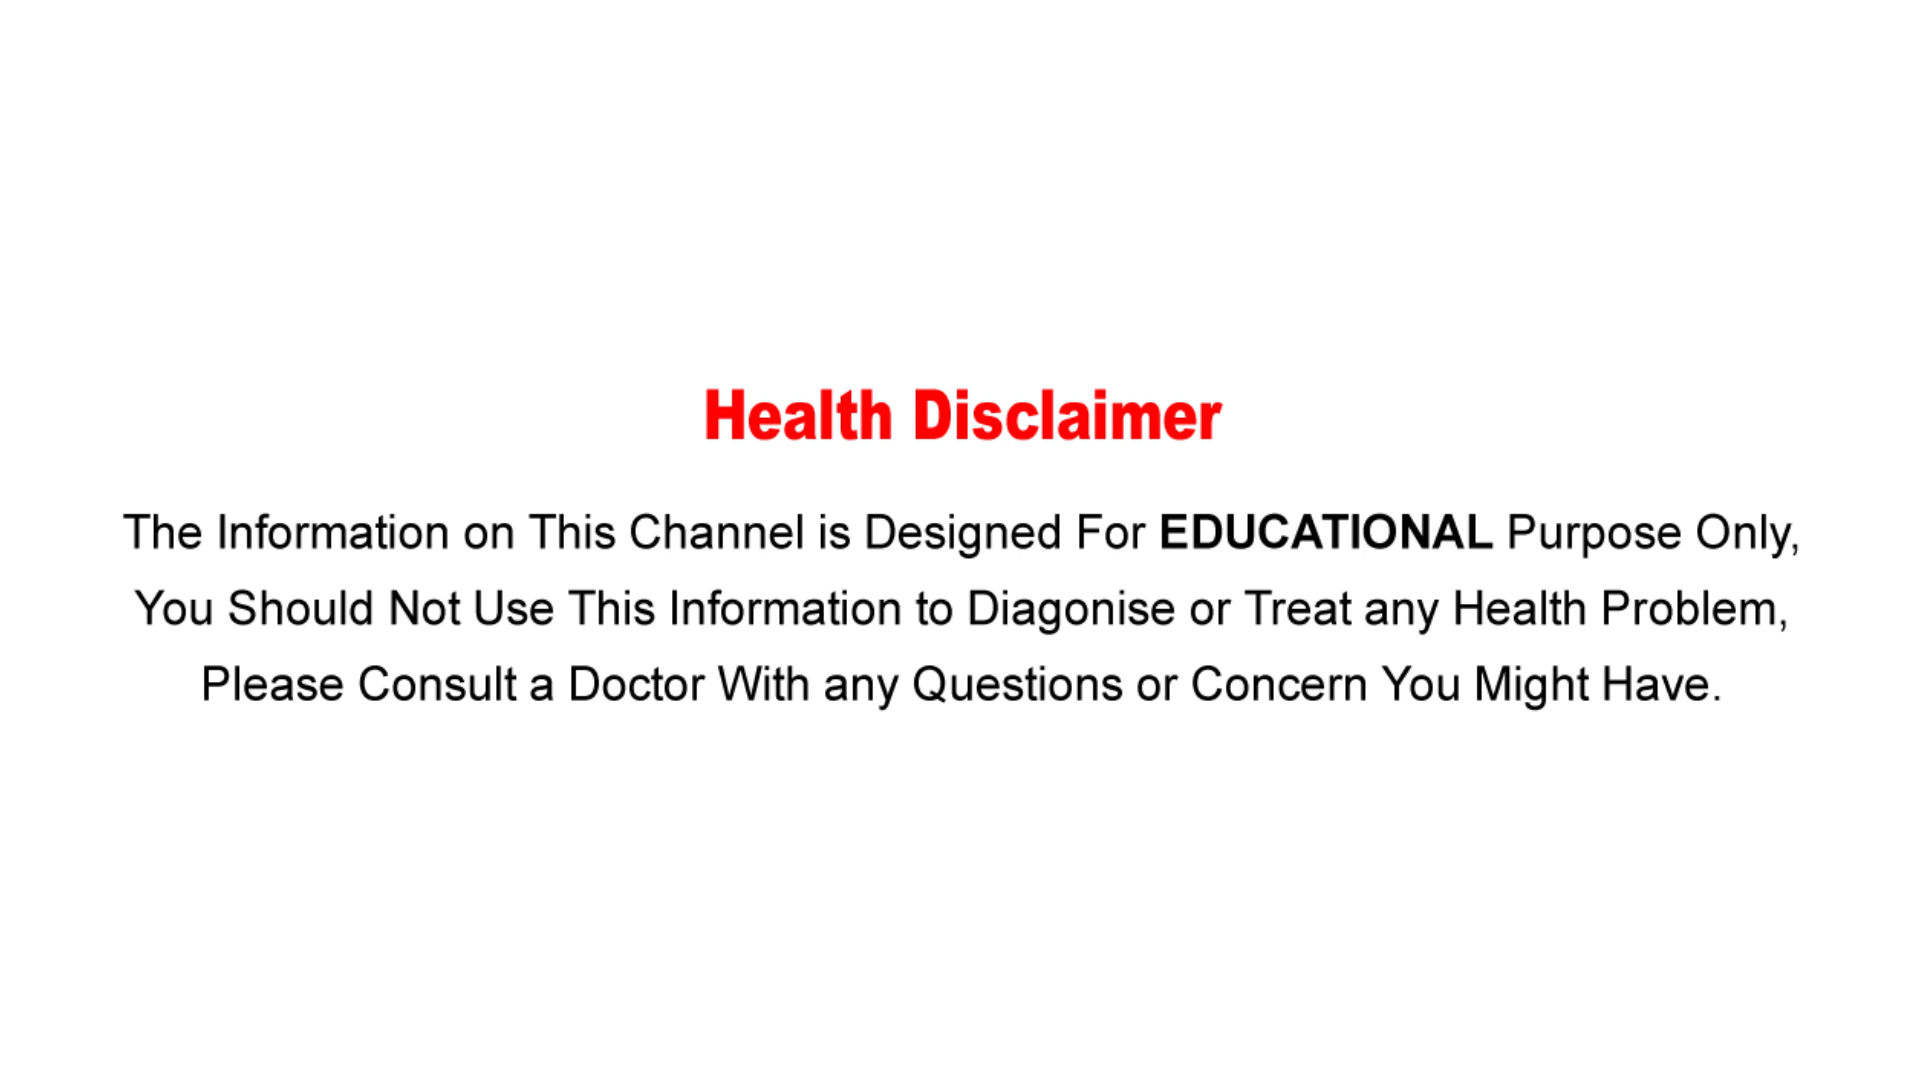 Health Disclaimer
The Information on This Channel is Designed For EDUCATIONAL Purpose Only,
You Should Not Use This Information to Diagonise or Treat any Health Problem,
Please Consult a Doctor With any Questions or Concern You Might Have.